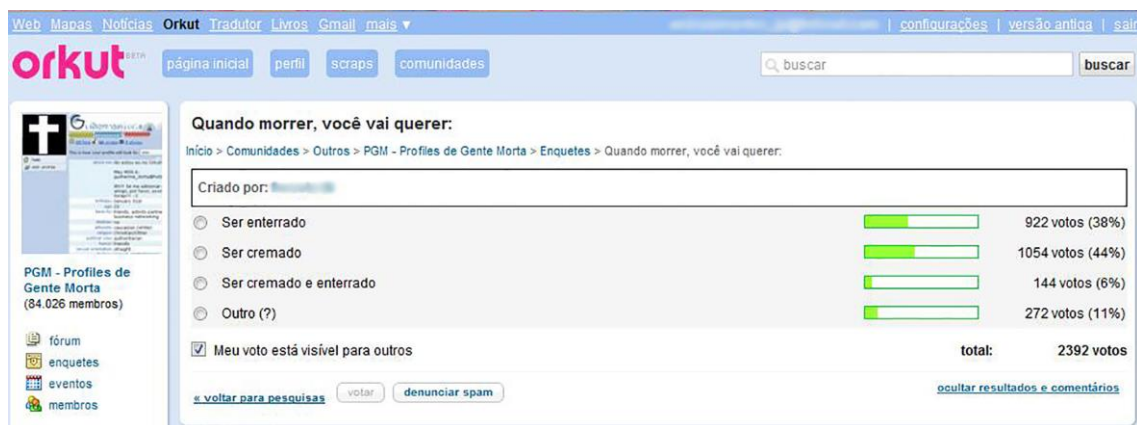 Web Mapas Notícias Orkut Tradutor Livros Gmail mais ▼ | configurações | versão antiga | sair
orkut BETA página inicial perfil scraps comunidades buscar buscar
Quando morrer, você vai querer:
Início > Comunidades > Outros > PGM - Profiles de Gente Morta > Enquetes > Quando morrer, você vai querer:
Criado por:
Ser enterrado 922 votos (38%)
Ser cremado 1054 votos (44%)
Ser cremado e enterrado 144 votos (6%)
Outro (?) 272 votos (11%)
Meu voto está visível para outros total: 2392 votos
« voltar para pesquisas votar denunciar spam ocultar resultados e comentários
PGM - Profiles de
Gente Morta
(84.026 membros)
fórum
enquetes
eventos
membros